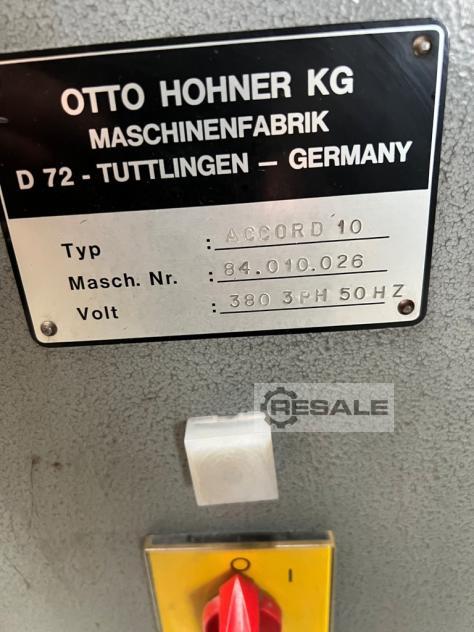 OTTO HOHNER KG
MASCHINENFABRIK
D 72 - TUTTLINGEN – GERMANY
Typ : ACCORD 10
Masch. Nr. : 84.010.026
Volt : 380 3PH 50HZ
RESALE
O I